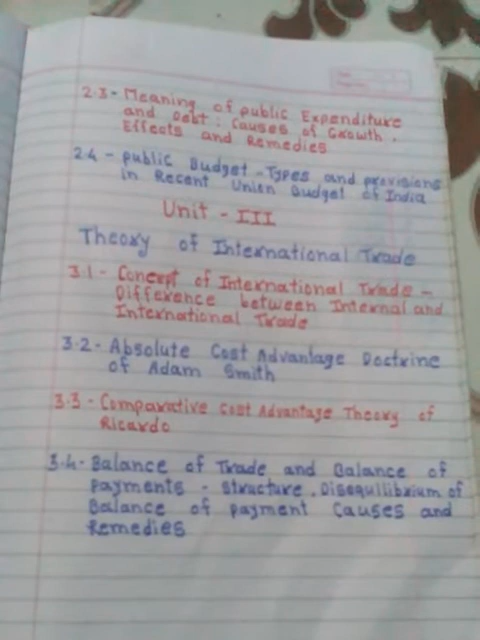 2.3 - Meaning of public Expenditure
and Debt : Causes of Growth .
Effects and Remedies
2.4 - public Budget - Types and provisions
in Recent Union Budget of India
Unit - III
Theory of International Trade
3.1 - Concept of International Trade -
Difference between Internal and
International Trade
3.2 - Absolute Cost Advantage Doctrine
of Adam Smith
3.3 - Comparative Cost Advantage Theory of
Ricardo
3.4 - Balance of Trade and Balance of
Payments - Structure . Disequilibrium of
Balance of payment Causes and
Remedies